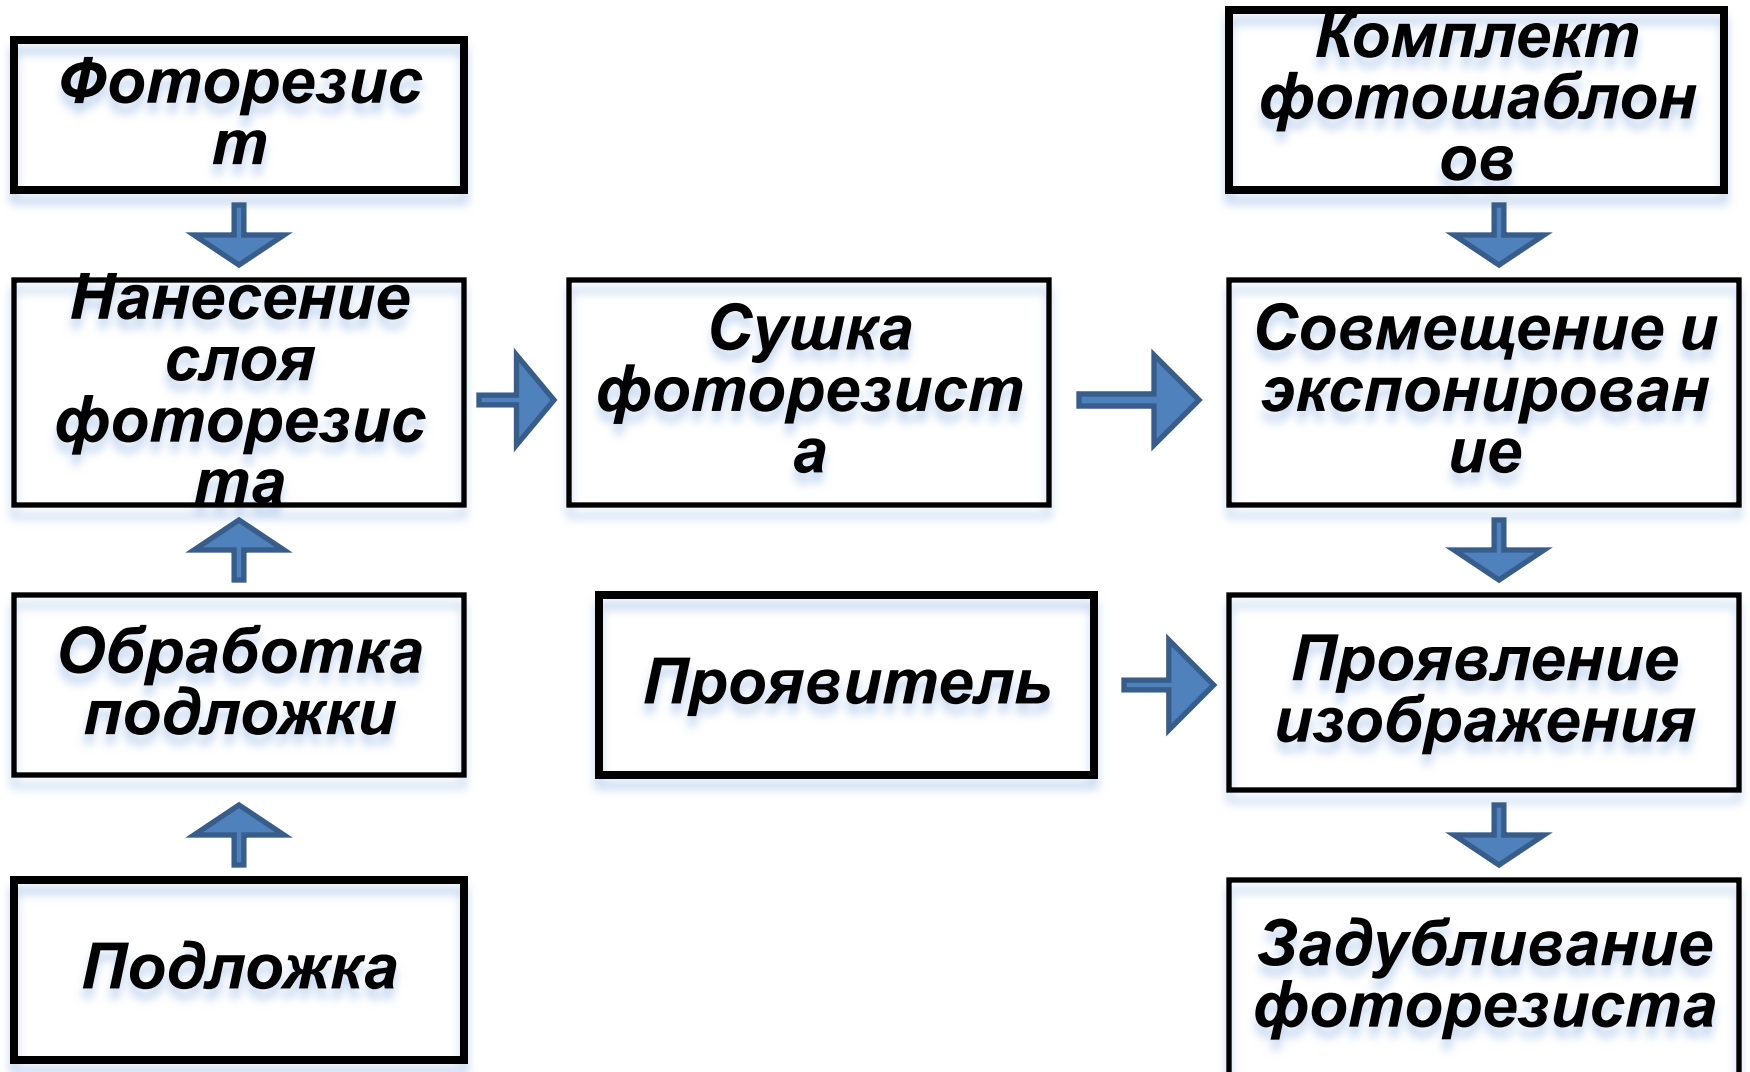 Фоторезис
т
Комплект
фотошаблон
ов
Нанесение
слоя
фоторезис
та
Сушка
фоторезист
а
Совмещение и
экспонирован
ие
Обработка
подложки
Проявитель
Проявление
изображения
Подложка
Задубливание
фоторезиста